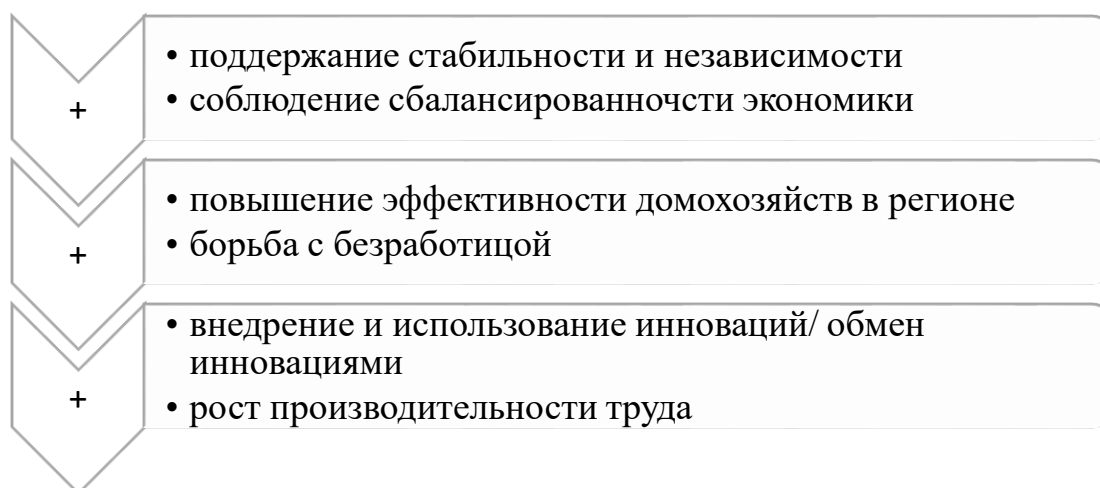 • поддержание стабильности и независимости
+
• соблюдение сбалансированночсти экономики
• повышение эффективности домохозяйств в регионе
+
• борьба с безработицой
• внедрение и использование инноваций/ обмен
инновациями
+
• рост производительности труда